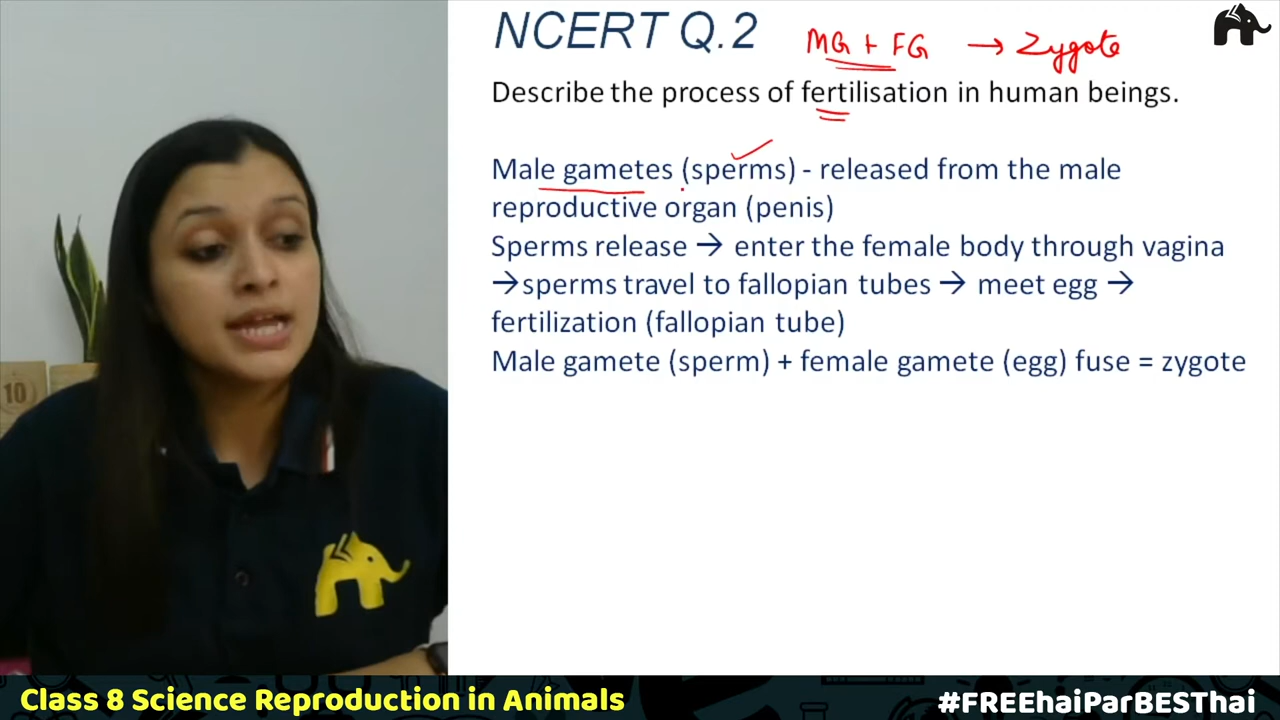 NCERT Q.2
MG + FG → Zygote
Describe the process of fertilisation in human beings.
Male gametes (sperms) - released from the male
reproductive organ (penis)
Sperms release → enter the female body through vagina
→sperms travel to fallopian tubes → meet egg →
fertilization (fallopian tube)
Male gamete (sperm) + female gamete (egg) fuse = zygote
10
Class 8 Science Reproduction in Animals
#FREEhaiParBESThai